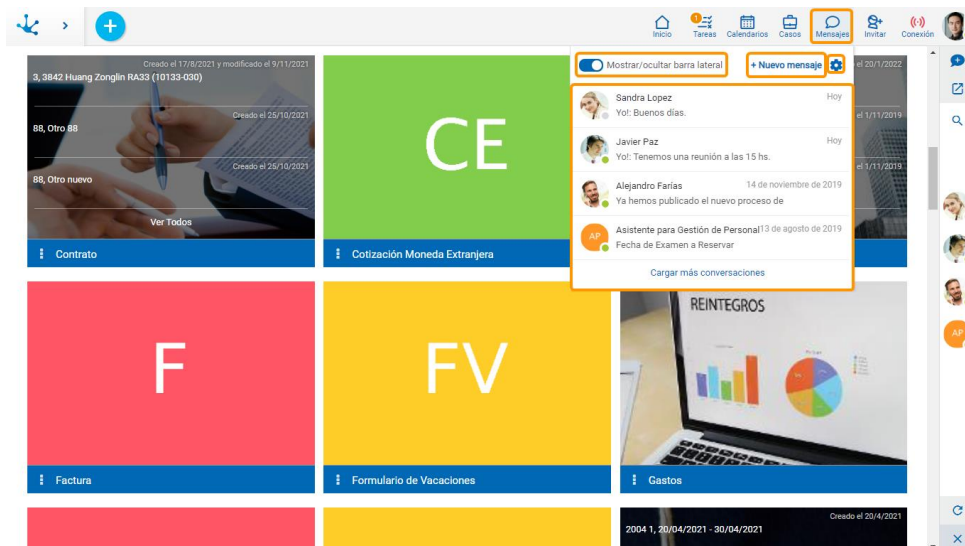 1
Inicio
Tareas
Calendarios
Casos
Mensajes
Invitar
Conexión
Creado el 17/8/2021 y modificado el 9/11/2021
3, 3842 Huang Zonglin RA33 (10133-030)
Creado el 25/10/2021
88, Otro 88
Creado el 25/10/2021
88, Otro nuevo
Ver Todos
Contrato
CE
Cotización Moneda Extranjera
el 20/1/2022
el 1/11/2019
el 1/11/2019
Mostrar/ocultar barra lateral
+ Nuevo mensaje
Sandra Lopez
Hoy
Yo!: Buenos días.
Javier Paz
Hoy
Yo!: Tenemos una reunión a las 15 hs.
Alejandro Farías
14 de noviembre de 2019
Ya hemos publicado el nuevo proceso de
AP
Asistente para Gestión de Personal
13 de agosto de 2019
Fecha de Examen a Reservar
Cargar más conversaciones
AP
F
Factura
FV
Formulario de Vacaciones
REINTEGROS
Gastos
Creado el 20/4/2021
2004 1, 20/04/2021 - 30/04/2021